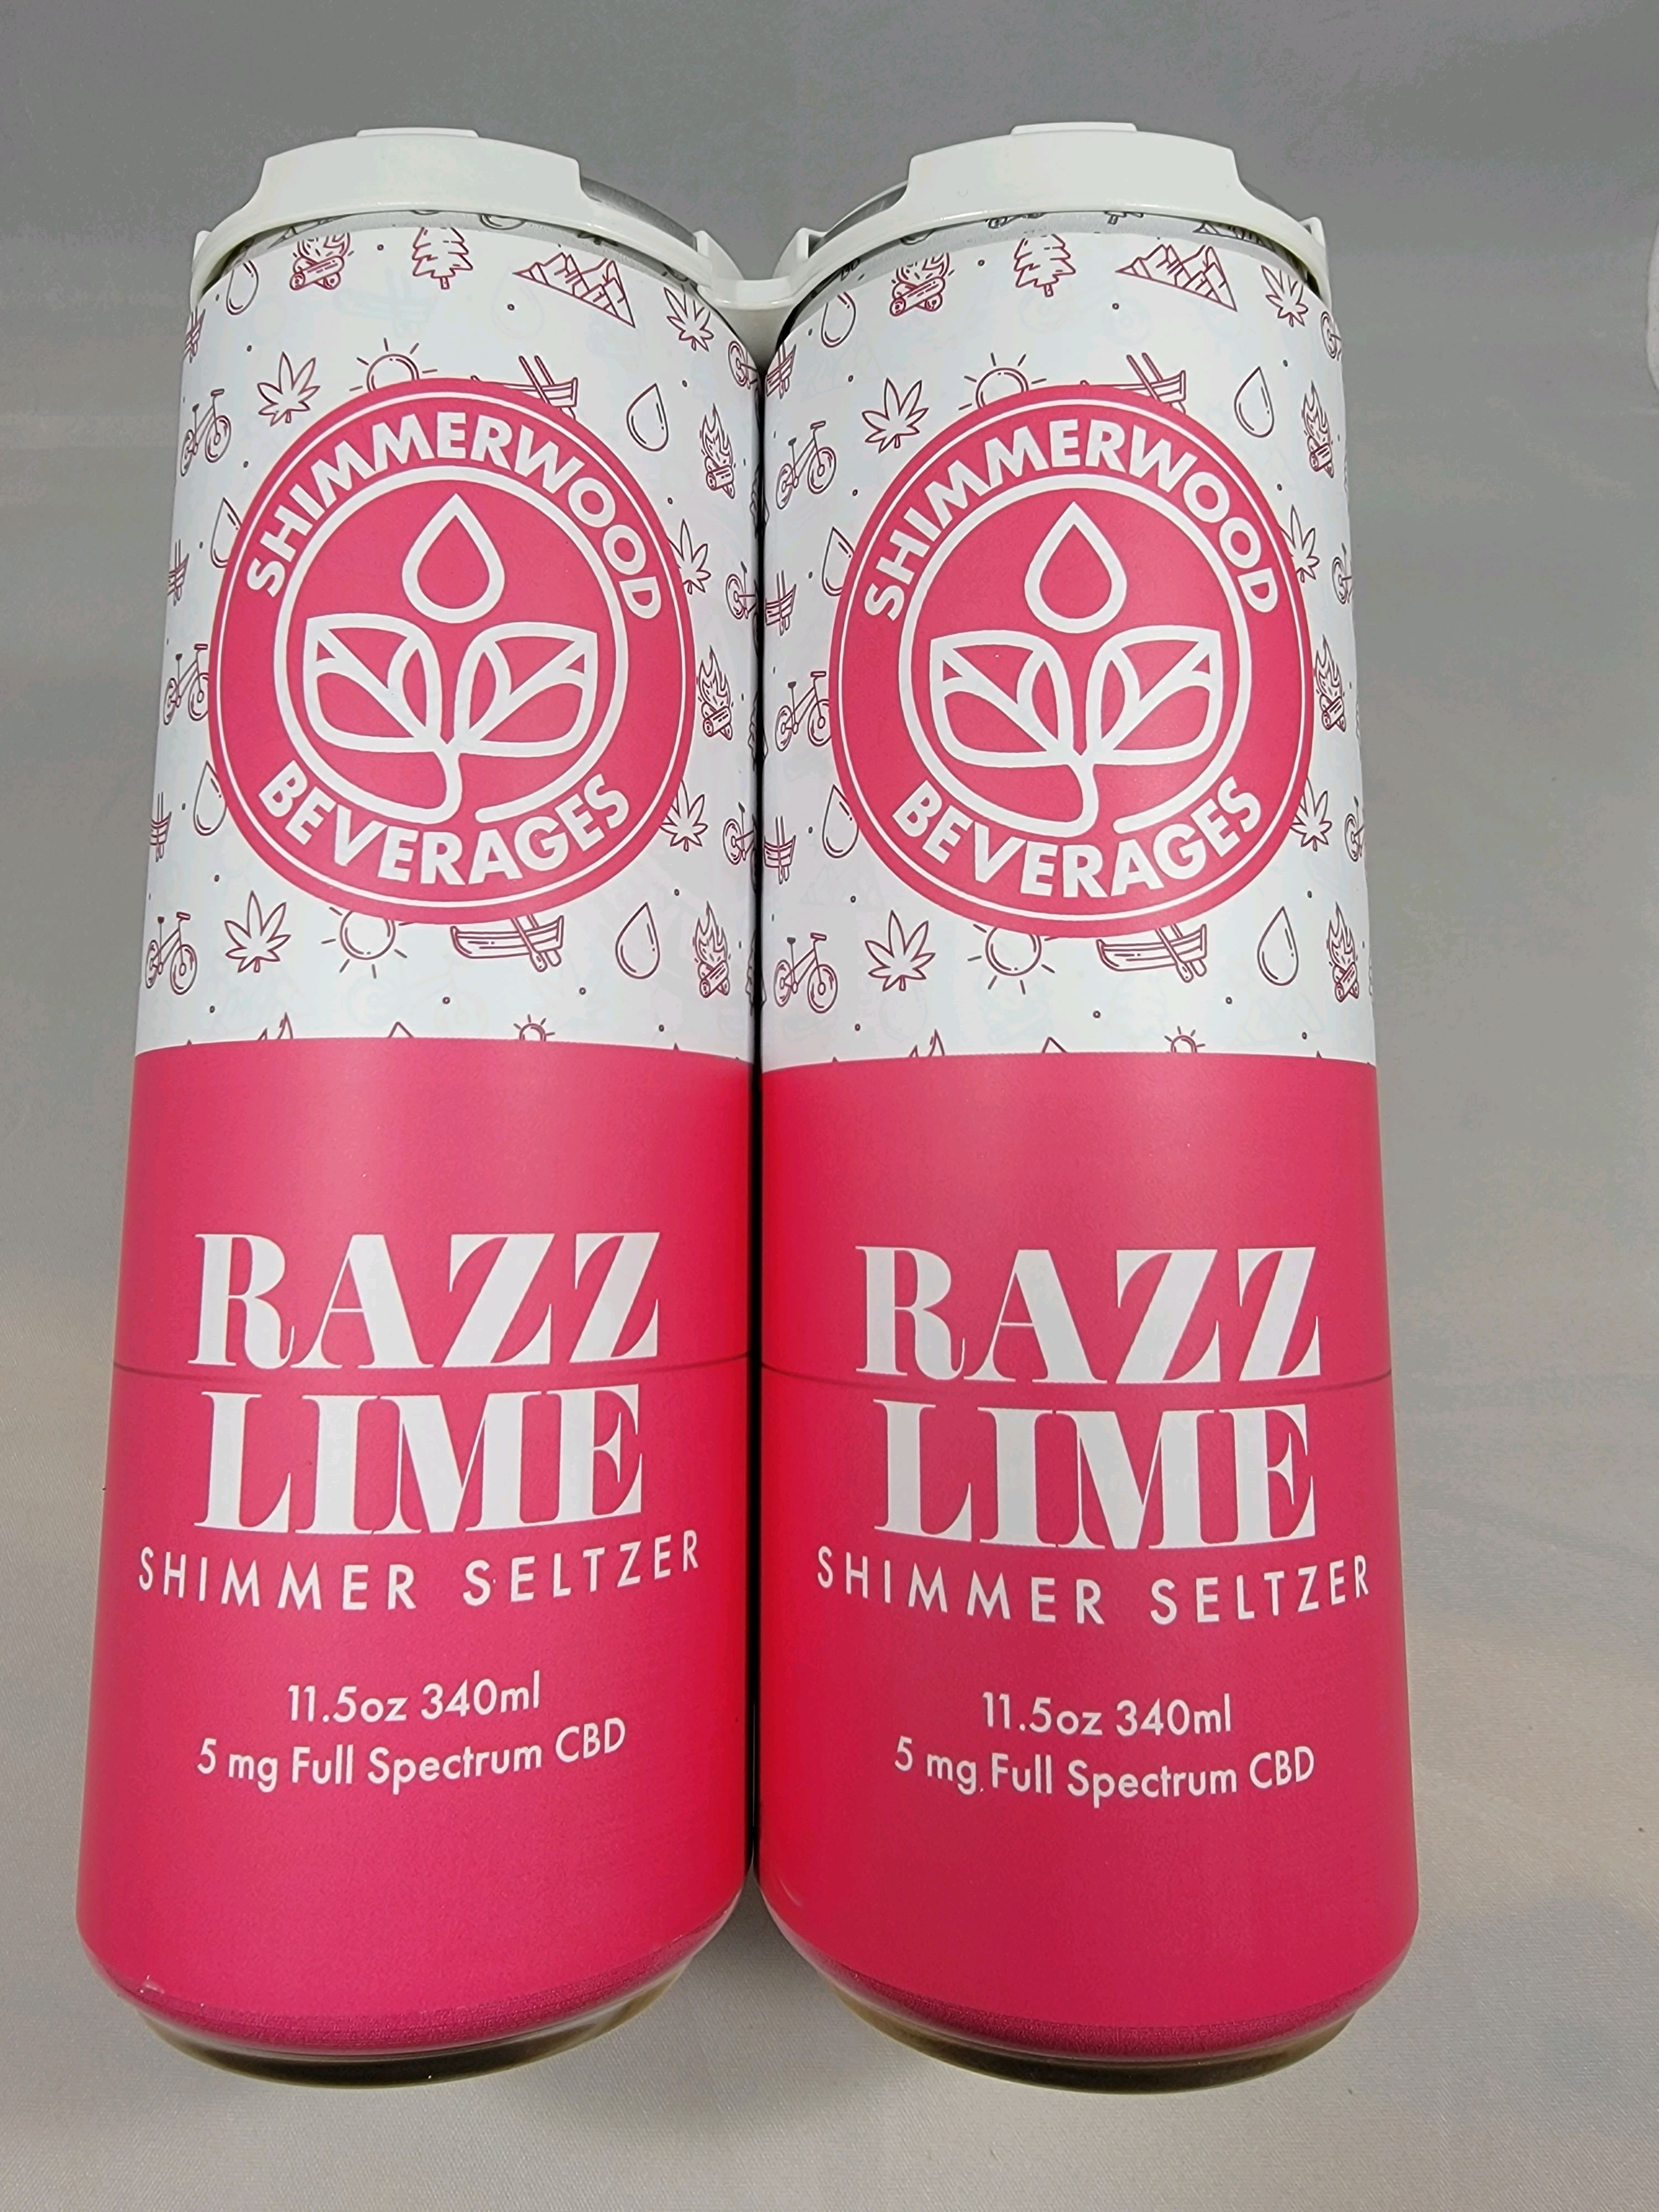 SHIMMERWOOD
BEVERAGES
RAZZ
LIME
SHIMMER SELTZER
11.5oz 340ml
5 mg Full Spectrum CBD
SHIMMERWOOD
BEVERAGES
RAZZ
LIME
SHIMMER SELTZER
11.5oz 340ml
5 mg Full Spectrum CBD